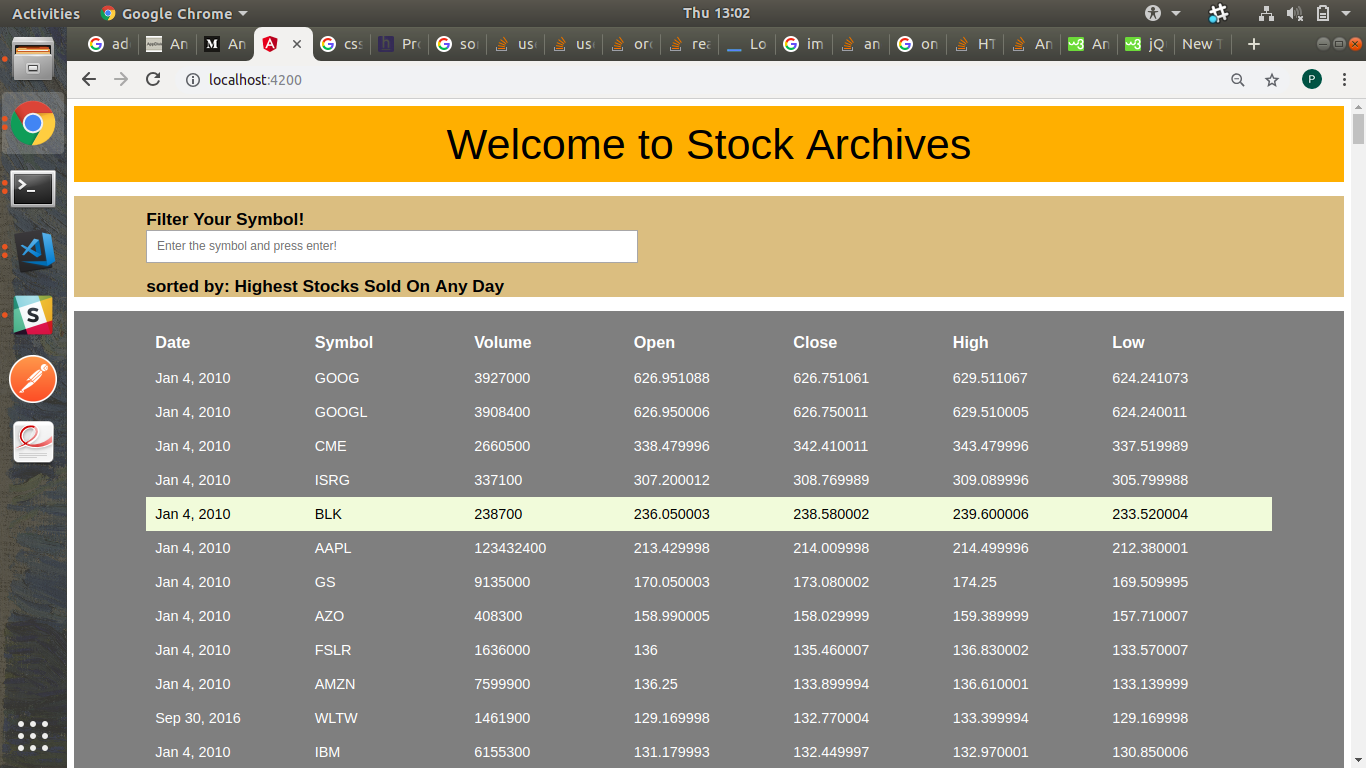 Activities Google Chrome Thu 13:02
ad An An css Pro so use use orc rea Lo im an on HT An An jQ New T
localhost:4200 P
Welcome to Stock Archives
Filter Your Symbol!
Enter the symbol and press enter!
sorted by: Highest Stocks Sold On Any Day
Date Symbol Volume Open Close High Low
Jan 4, 2010 GOOG 3927000 626.951088 626.751061 629.511067 624.241073
Jan 4, 2010 GOOGL 3908400 626.950006 626.750011 629.510005 624.240011
Jan 4, 2010 CME 2660500 338.479996 342.410011 343.479996 337.519989
Jan 4, 2010 ISRG 337100 307.200012 308.769989 309.089996 305.799988
Jan 4, 2010 BLK 238700 236.050003 238.580002 239.600006 233.520004
Jan 4, 2010 AAPL 123432400 213.429998 214.009998 214.499996 212.380001
Jan 4, 2010 GS 9135000 170.050003 173.080002 174.25 169.509995
Jan 4, 2010 AZO 408300 158.990005 158.029999 159.389999 157.710007
Jan 4, 2010 FSLR 1636000 136 135.460007 136.830002 133.570007
Jan 4, 2010 AMZN 7599900 136.25 133.899994 136.610001 133.139999
Sep 30, 2016 WLTW 1461900 129.169998 132.770004 133.399994 129.169998
Jan 4, 2010 IBM 6155300 131.179993 132.449997 132.970001 130.850006